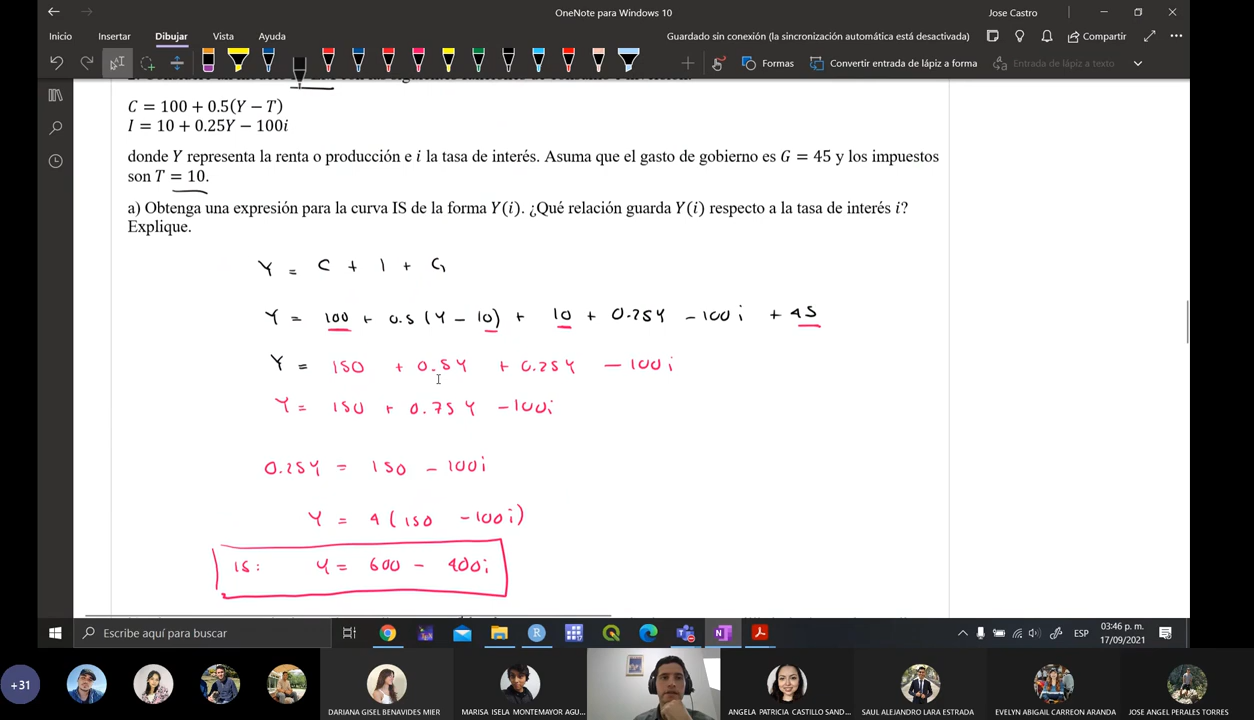 OneNote para Windows 10
Jose Castro
Inicio Insertar Dibujar Vista Ayuda
Guardado sin conexión (la sincronización automática está desactivada)
Compartir
Formas
Convertir entrada de lápiz a forma
Entrada de lápiz a texto
C = 100 + 0.5(Y − T)
I = 10 + 0.25Y − 100i
donde Y representa la renta o producción e i la tasa de interés. Asuma que el gasto de gobierno es G = 45 y los impuestos
son T = 10.
a) Obtenga una expresión para la curva IS de la forma Y(i). ¿Qué relación guarda Y(i) respecto a la tasa de interés i?
Explique.
Y = C + I + G
Y = 100 + 0.5 (Y − 10) + 10 + 0.25Y − 100i + 45
Y = 150 + 0.5Y + 0.25Y − 100i
Y = 150 + 0.75Y − 100i
0.25Y = 150 − 100i
Y = 4 (150 − 100i)
IS: Y = 600 − 400i
Escribe aquí para buscar
ESP
03:46 p. m.
17/09/2021
+31
DARIANA GISEL BENAVIDES MIER
MARISA ISELA MONTEMAYOR AGU...
ANGELA PATRICIA CASTILLO SAND...
SAUL ALEJANDRO LARA ESTRADA
EVELYN ABIGAIL CARREON ARANDA
JOSE ANGEL PERALES TORRES